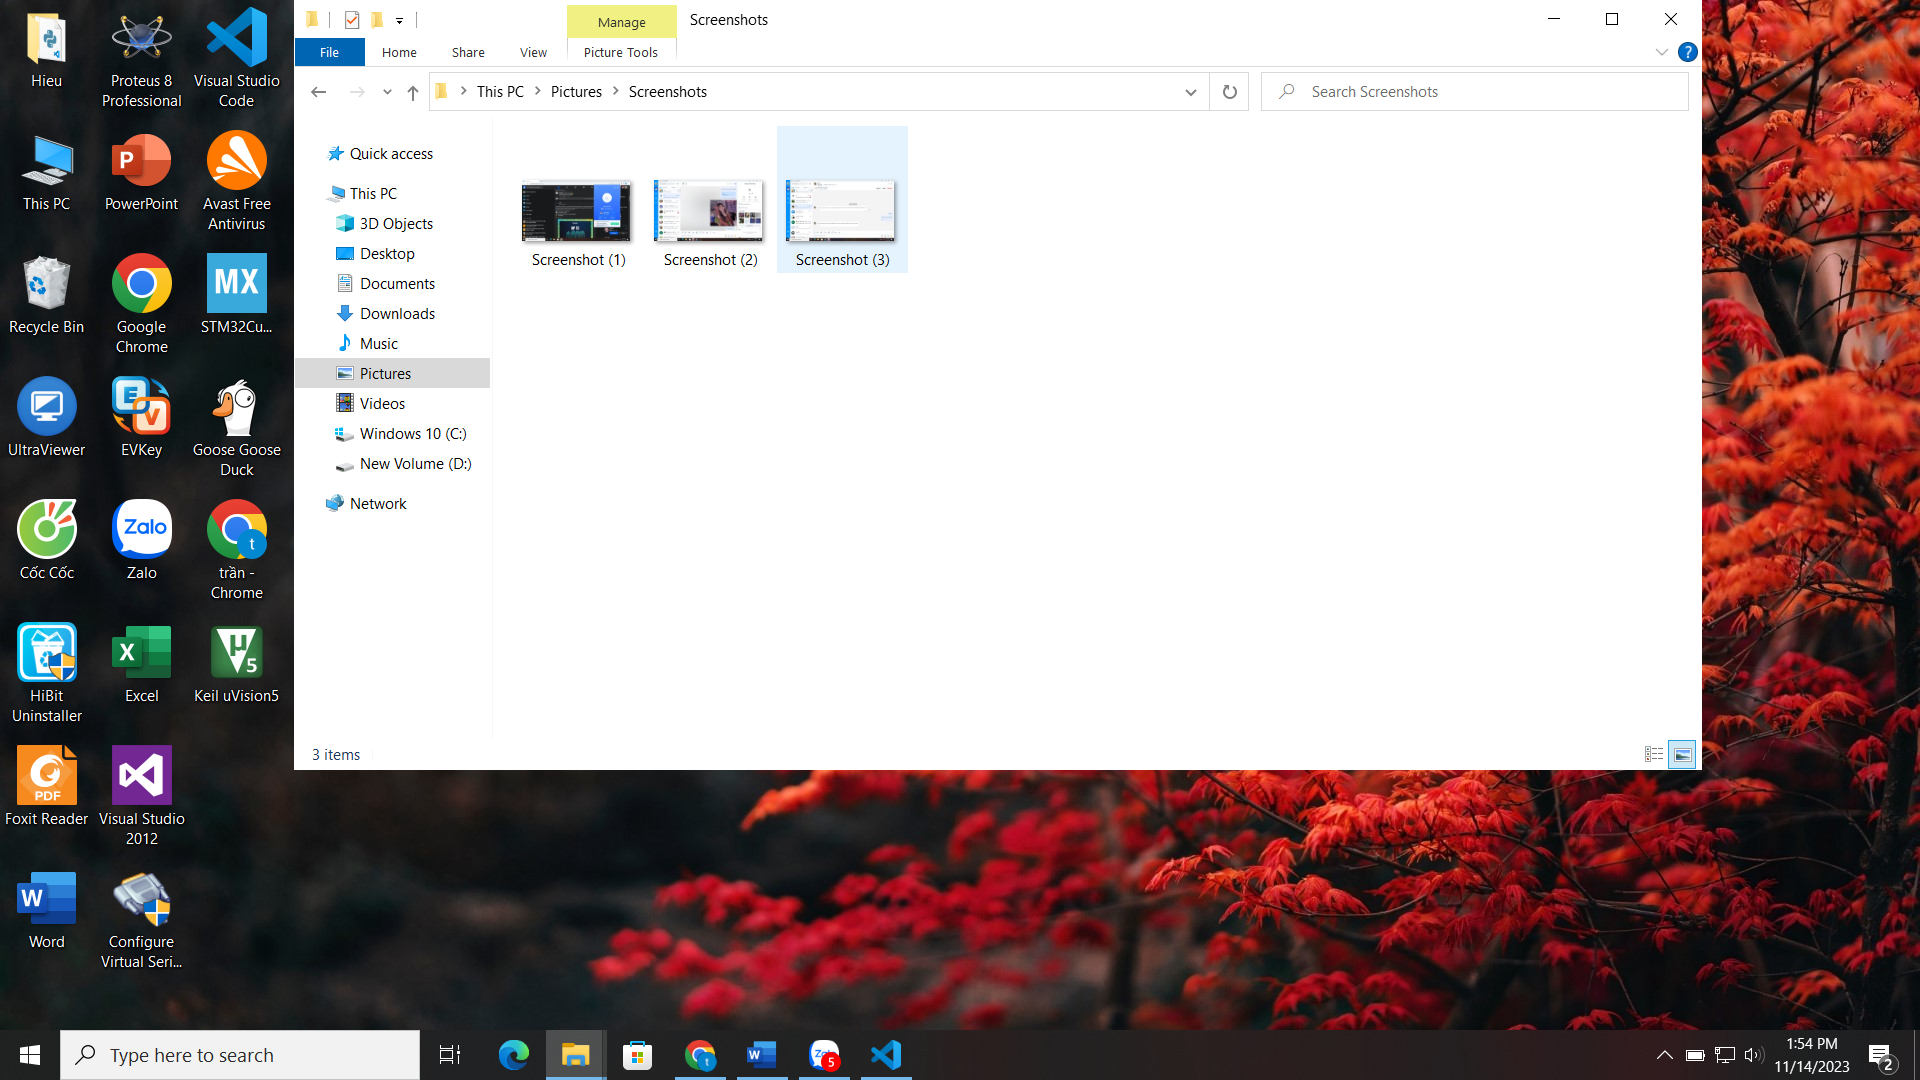 Hieu
Proteus 8
Professional
Visual Studio
Code
This PC
P
PowerPoint
Avast Free
Antivirus
Recycle Bin
Google
Chrome
MX
STM32Cu...
UltraViewer
E
V
EVKey
Goose Goose
Duck
Cốc Cốc
Zalo
Zalo
t
trần -
Chrome
HiBit
Uninstaller
X
Excel
μ
5
Keil uVision5
PDF
Foxit Reader
Visual Studio
2012
W
Word
Configure
Virtual Seri...
Manage
Screenshots
File
Home
Share
View
Picture Tools
?
This PC
Pictures
Screenshots
Search Screenshots
Quick access
This PC
3D Objects
Desktop
Documents
Downloads
Music
Pictures
Videos
Windows 10 (C:)
New Volume (D:)
Network
Screenshot (1)
Screenshot (2)
Screenshot (3)
3 items
Type here to search
t
W
5
1:54 PM
11/14/2023
2